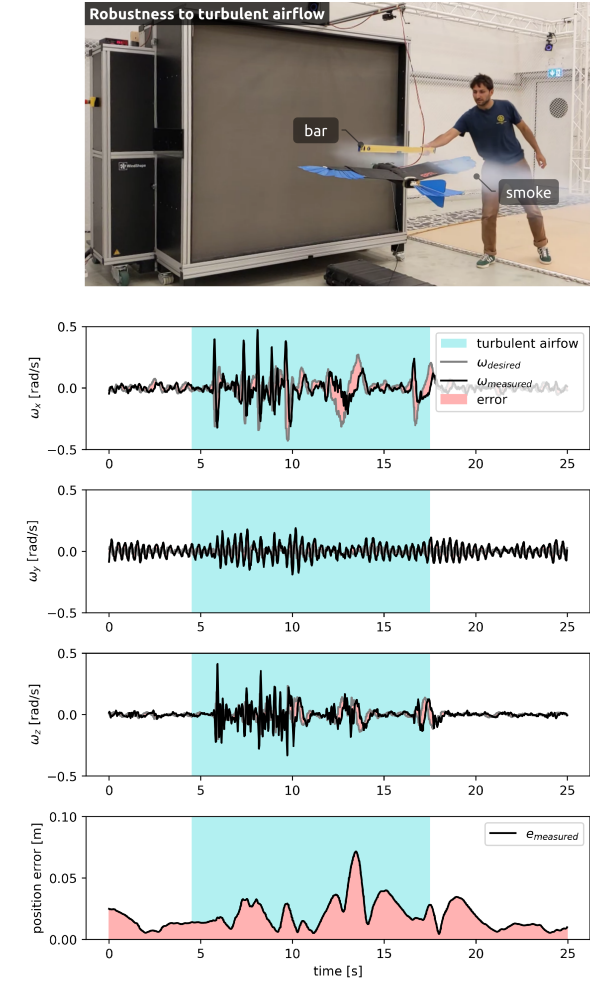 Robustness to turbulent airflow
bar
smoke
WindShape
0.5
0.0
−0.5
ωx [rad/s]
turbulent airfow
ωdesired
ωmeasured
error
0 5 10 15 20 25
0.5
0.0
−0.5
ωy [rad/s]
0 5 10 15 20 25
0.5
0.0
−0.5
ωz [rad/s]
0 5 10 15 20 25
0.10
0.05
0.00
position error [m]
emeasured
0 5 10 15 20 25
time [s]